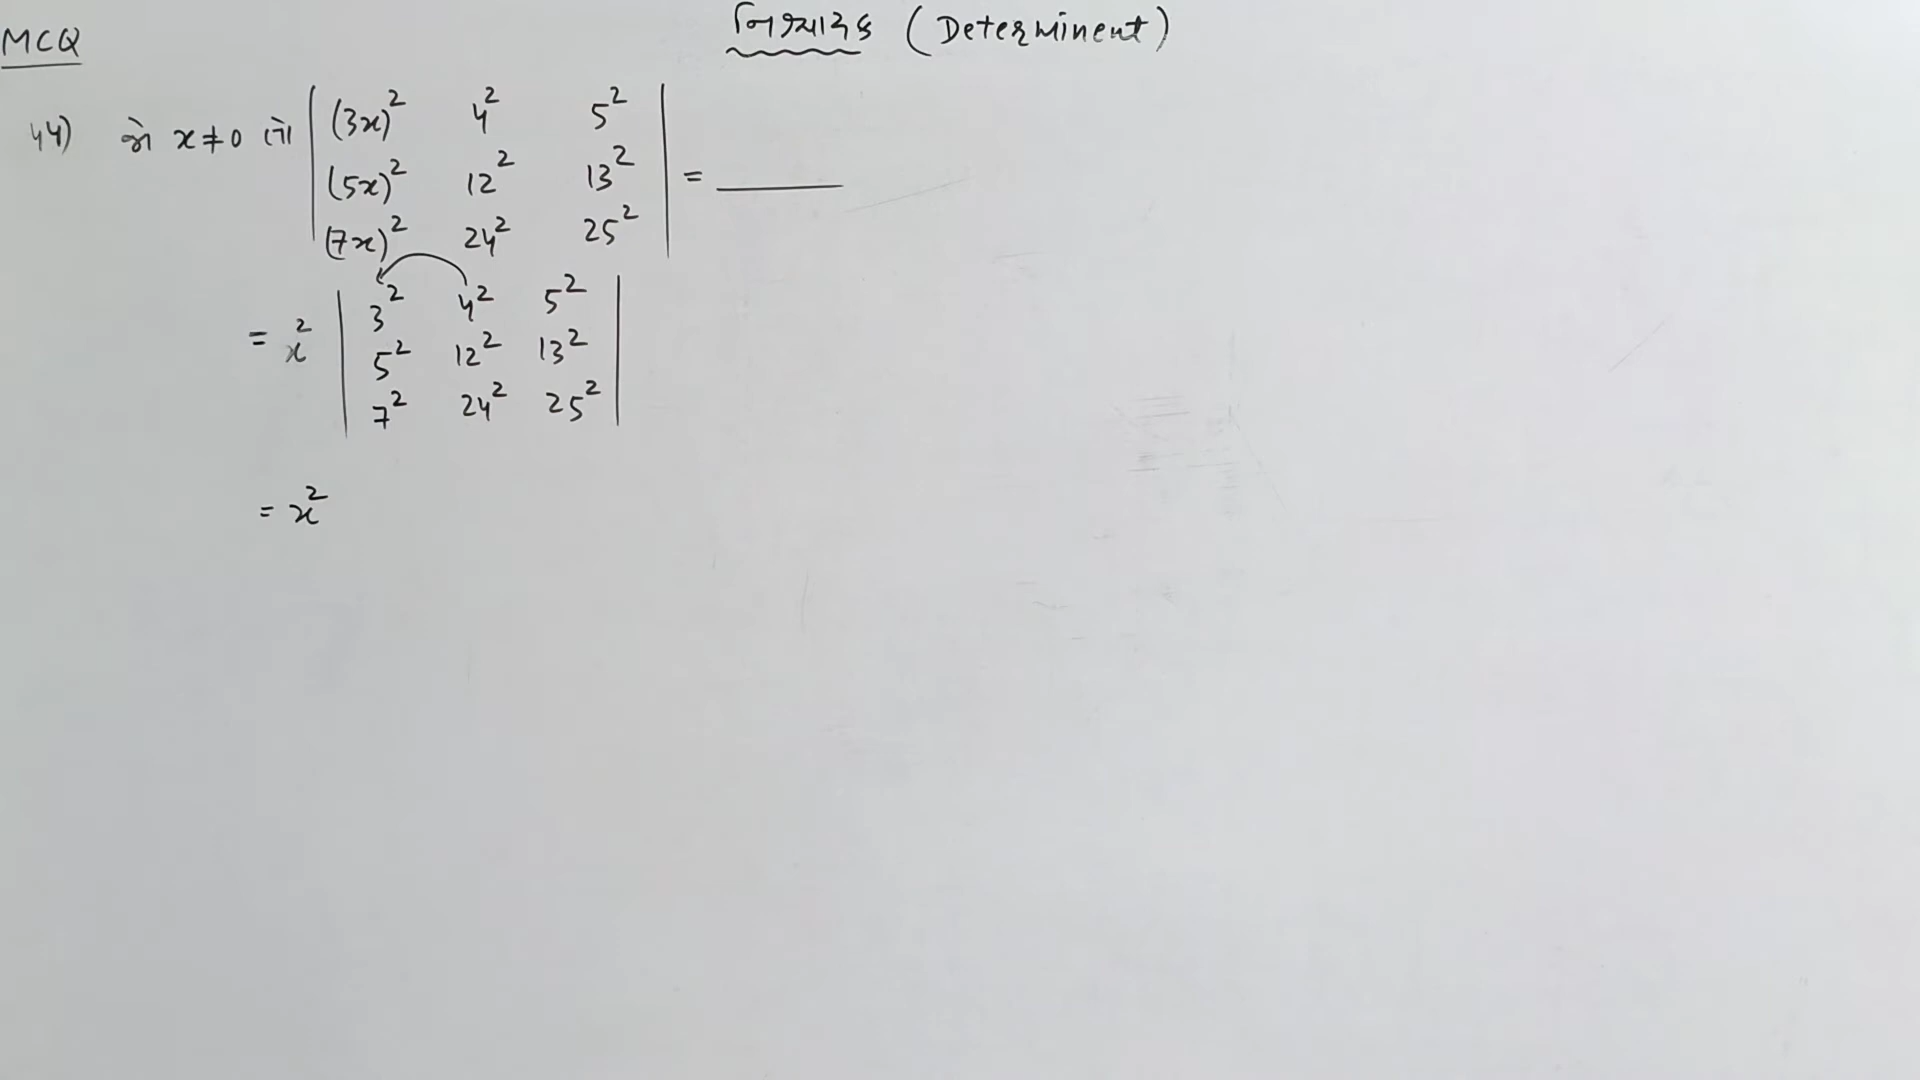 MCQ
નિશ્ચાયક (Determinent)
44) જો x≠0 તો | (3x)² 4² 5² |
| (5x)² 12² 13² | = ______
| (7x)² 24² 25² |
= x² | 3² 4² 5² |
| 5² 12² 13² |
| 7² 24² 25² |
= x²